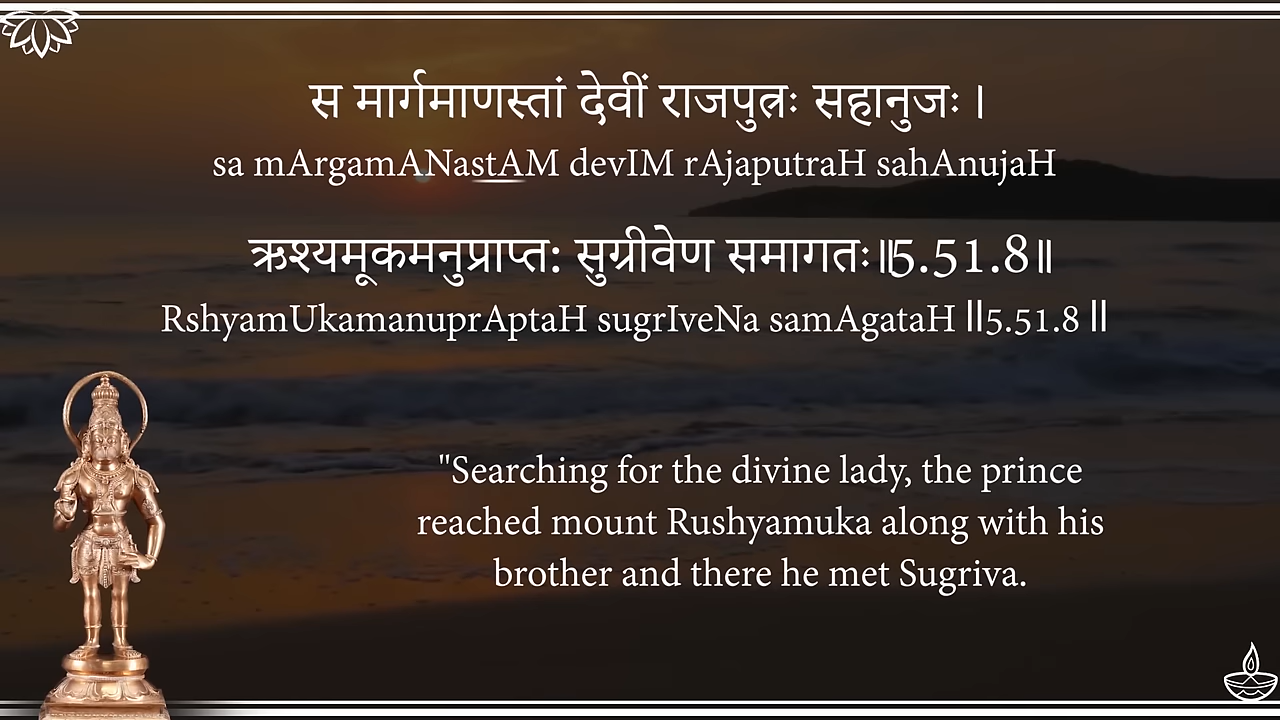 स मार्गमाणस्तां देवीं राजपुत्रः सहानुजः ।
sa mArgamANastAM devIM rAjaputraH sahAnujaH
ऋश्यमूकमनुप्राप्त: सुग्रीवेण समागतः॥5.51.8॥
RshyamUkamanuprAptaH sugrIveNa samAgataH ||5.51.8 ||
"Searching for the divine lady, the prince
reached mount Rushyamuka along with his
brother and there he met Sugriva.